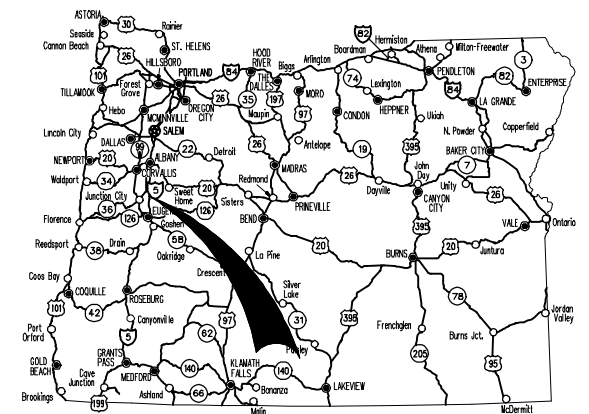 ASTORIA
30
Rainier
Seaside
Cannon Beach
26
ST. HELENS
HILLSBORO
101
PORTLAND
Forest
Grove
TILLAMOOK
26
OREGON
CITY
Hebo
MCMINNVILLE
Lincoln City
SALEM
DALLAS
99
22
Detroit
NEWPORT
20
ALBANY
CORVALLIS
Waldport
34
Junction City
5
Sweet
Home
20
36
126
EUGENE
126
Sisters
Florence
Goshen
Reedsport
58
38
Drain
Oakridge
Coos Bay
COQUILLE
ROSEBURG
101
42
Canyonville
Port
Orford
5
GOLD
BEACH
GRANTS
PASS
Cave
Junction
MEDFORD
140
Brookings
199
Ashland
66
62
97
KLAMATH
FALLS
140
Bonanza
Malin
HOOD
RIVER
84
THE
DALLES
Biggs
35
197
MORO
97
Maupin
Antelope
26
MADRAS
Redmond
PRINEVILLE
BEND
La Pine
Crescent
20
Silver
Lake
31
Paisley
395
LAKEVIEW
Arlington
Boardman
82
Hermiston
Athena
Milton-Freewater
74
Lexington
HEPPNER
PENDLETON
84
82
3
ENTERPRISE
LA GRANDE
CONDON
Ukiah
N. Powder
Copperfield
19
395
BAKER CITY
7
26
Dayville
John
Day
CANYON
CITY
Unity
26
395
VALE
Ontario
BURNS
20
Juntura
78
Frenchglen
Burns Jct.
Jordan
Valley
205
95
McDermitt